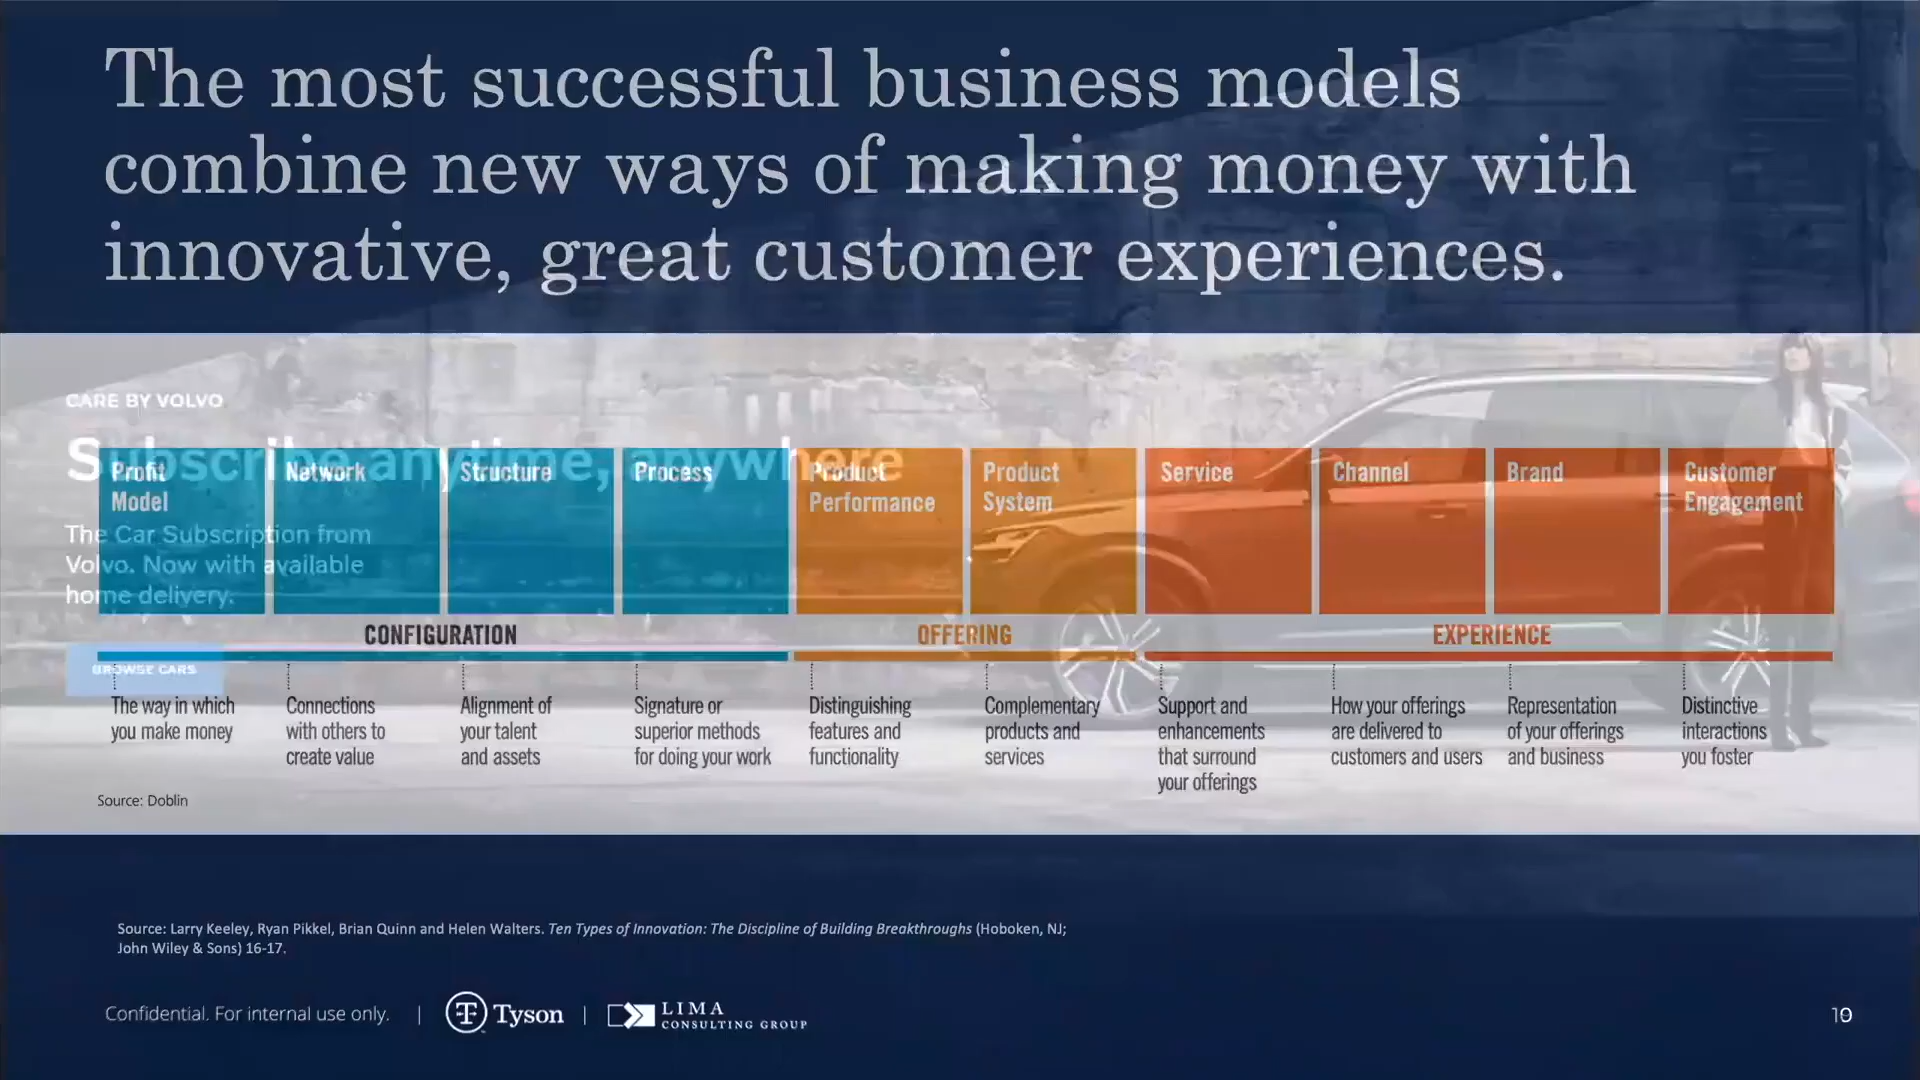 The most successful business models
combine new ways of making money with
innovative, great customer experiences.
CARE BY VOLVO
Subscribe anytime, anywhere
The Car Subscription from
Volvo. Now with available
home delivery.
BROWSE CARS
Profit
Model
Network
Structure
Process
Product
Performance
Product
System
Service
Channel
Brand
Customer
Engagement
CONFIGURATION
OFFERING
EXPERIENCE
The way in which
you make money
Connections
with others to
create value
Alignment of
your talent
and assets
Signature or
superior methods
for doing your work
Distinguishing
features and
functionality
Complementary
products and
services
Support and
enhancements
that surround
your offerings
How your offerings
are delivered to
customers and users
Representation
of your offerings
and business
Distinctive
interactions
you foster
Source: Doblin
Source: Larry Keeley, Ryan Pikkel, Brian Quinn and Helen Walters. Ten Types of Innovation: The Discipline of Building Breakthroughs (Hoboken, NJ;
John Wiley & Sons) 16-17.
Confidential. For internal use only. | Tyson | LIMA
CONSULTING GROUP